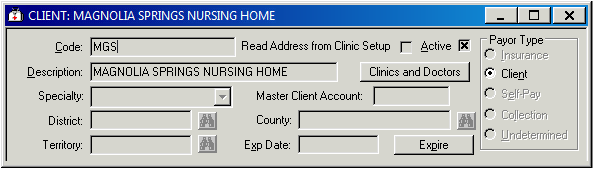 CLIENT: MAGNOLIA SPRINGS NURSING HOME
Code: MGS Read Address from Clinic Setup Active
Description: MAGNOLIA SPRINGS NURSING HOME Clinics and Doctors
Specialty: Master Client Account:
District: County:
Territory: Exp Date: Expire
Payor Type
Insurance
Client
Self-Pay
Collection
Undetermined